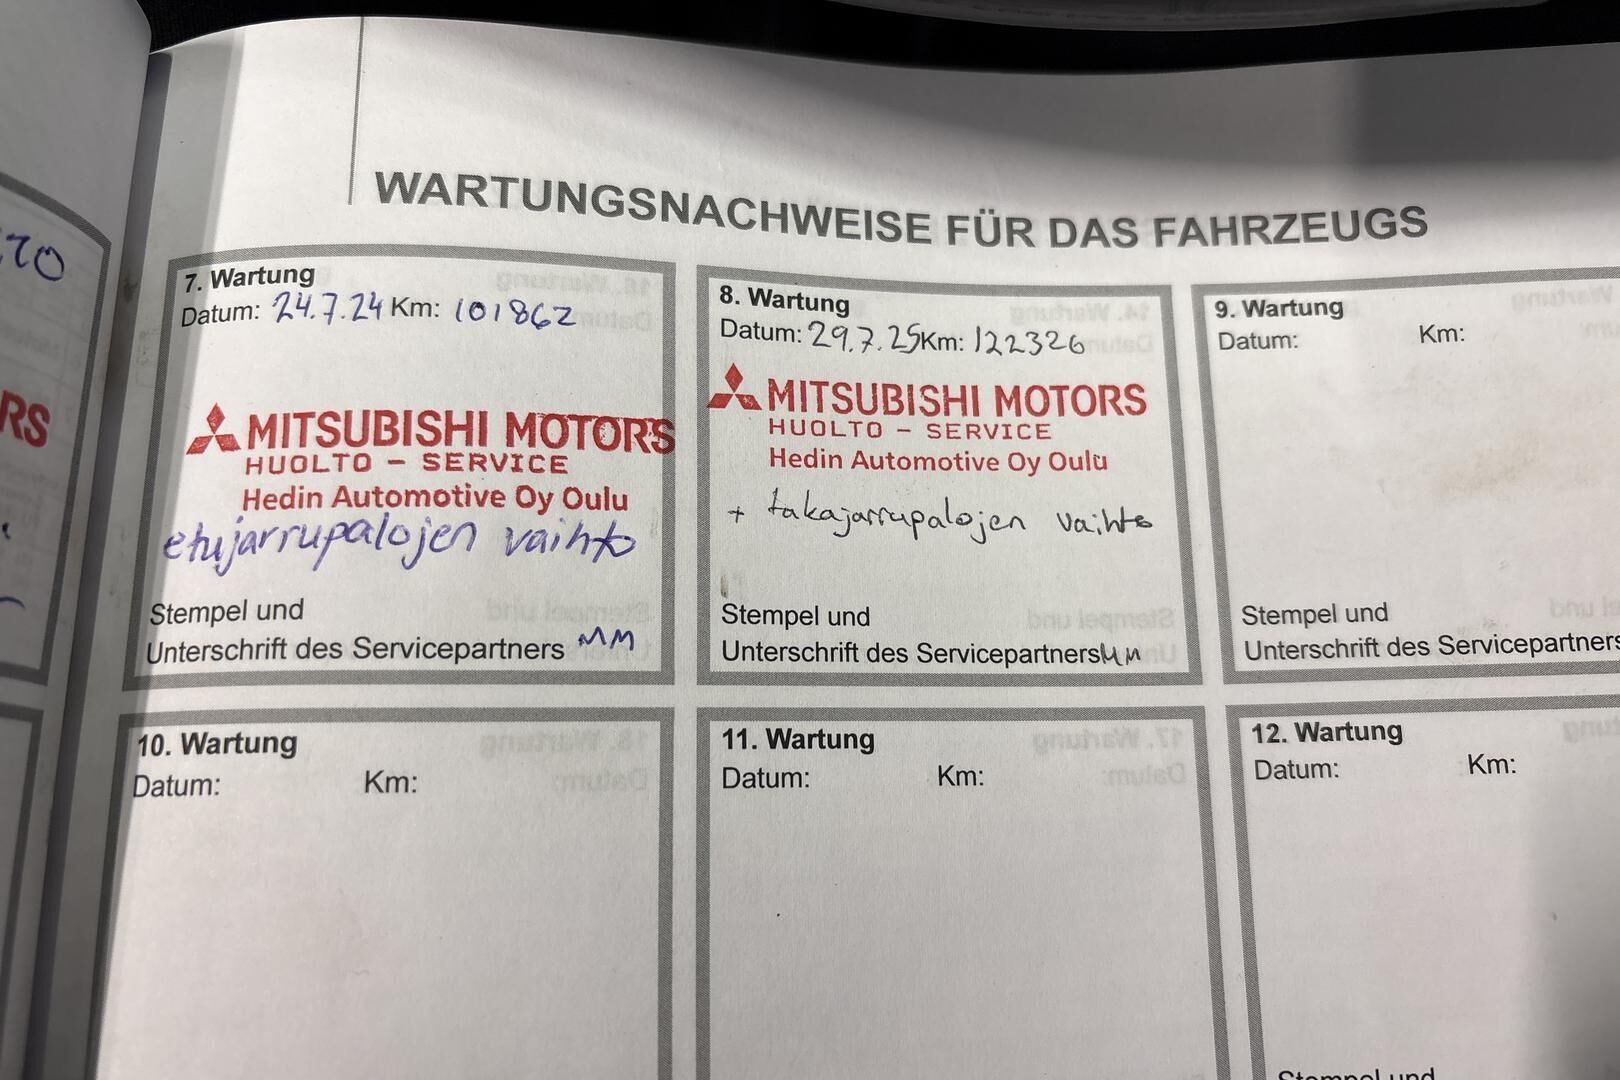 WARTUNGSNACHWEISE FÜR DAS FAHRZEUGS
7. Wartung
Datum: 24.7.24 Km: 101862
MITSUBISHI MOTORS
HUOLTO - SERVICE
Hedin Automotive Oy Oulu
etujarrupalojen vaihto
Stempel und
Unterschrift des Servicepartners MM
8. Wartung
Datum: 29.7.25 Km: 122326
MITSUBISHI MOTORS
HUOLTO - SERVICE
Hedin Automotive Oy Oulu
+ takajarrupalojen vaihto
Stempel und
Unterschrift des Servicepartners MM
9. Wartung
Datum: Km:
Stempel und
Unterschrift des Servicepartners
10. Wartung
Datum: Km:
11. Wartung
Datum: Km:
12. Wartung
Datum: Km:
Stempel und